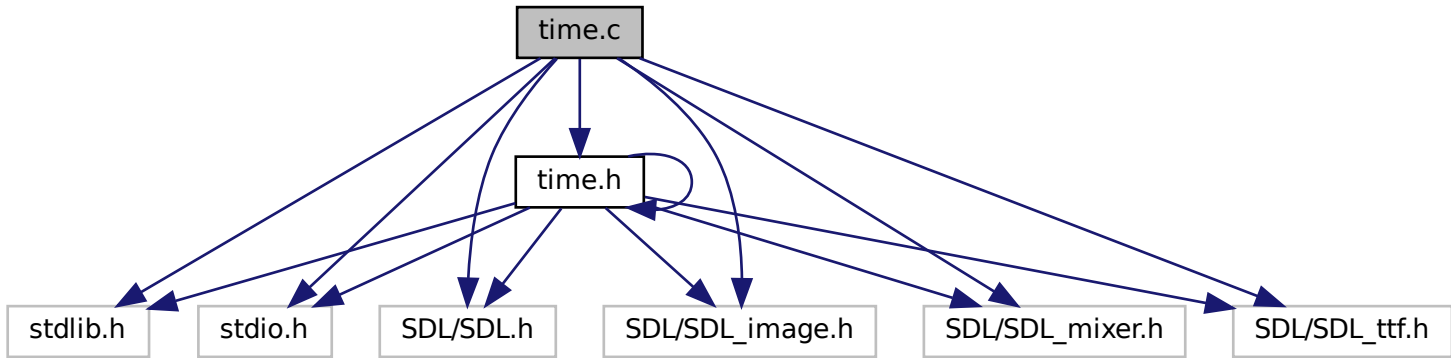 time.c
time.h
stdlib.h
stdio.h
SDL/SDL.h
SDL/SDL_image.h
SDL/SDL_mixer.h
SDL/SDL_ttf.h